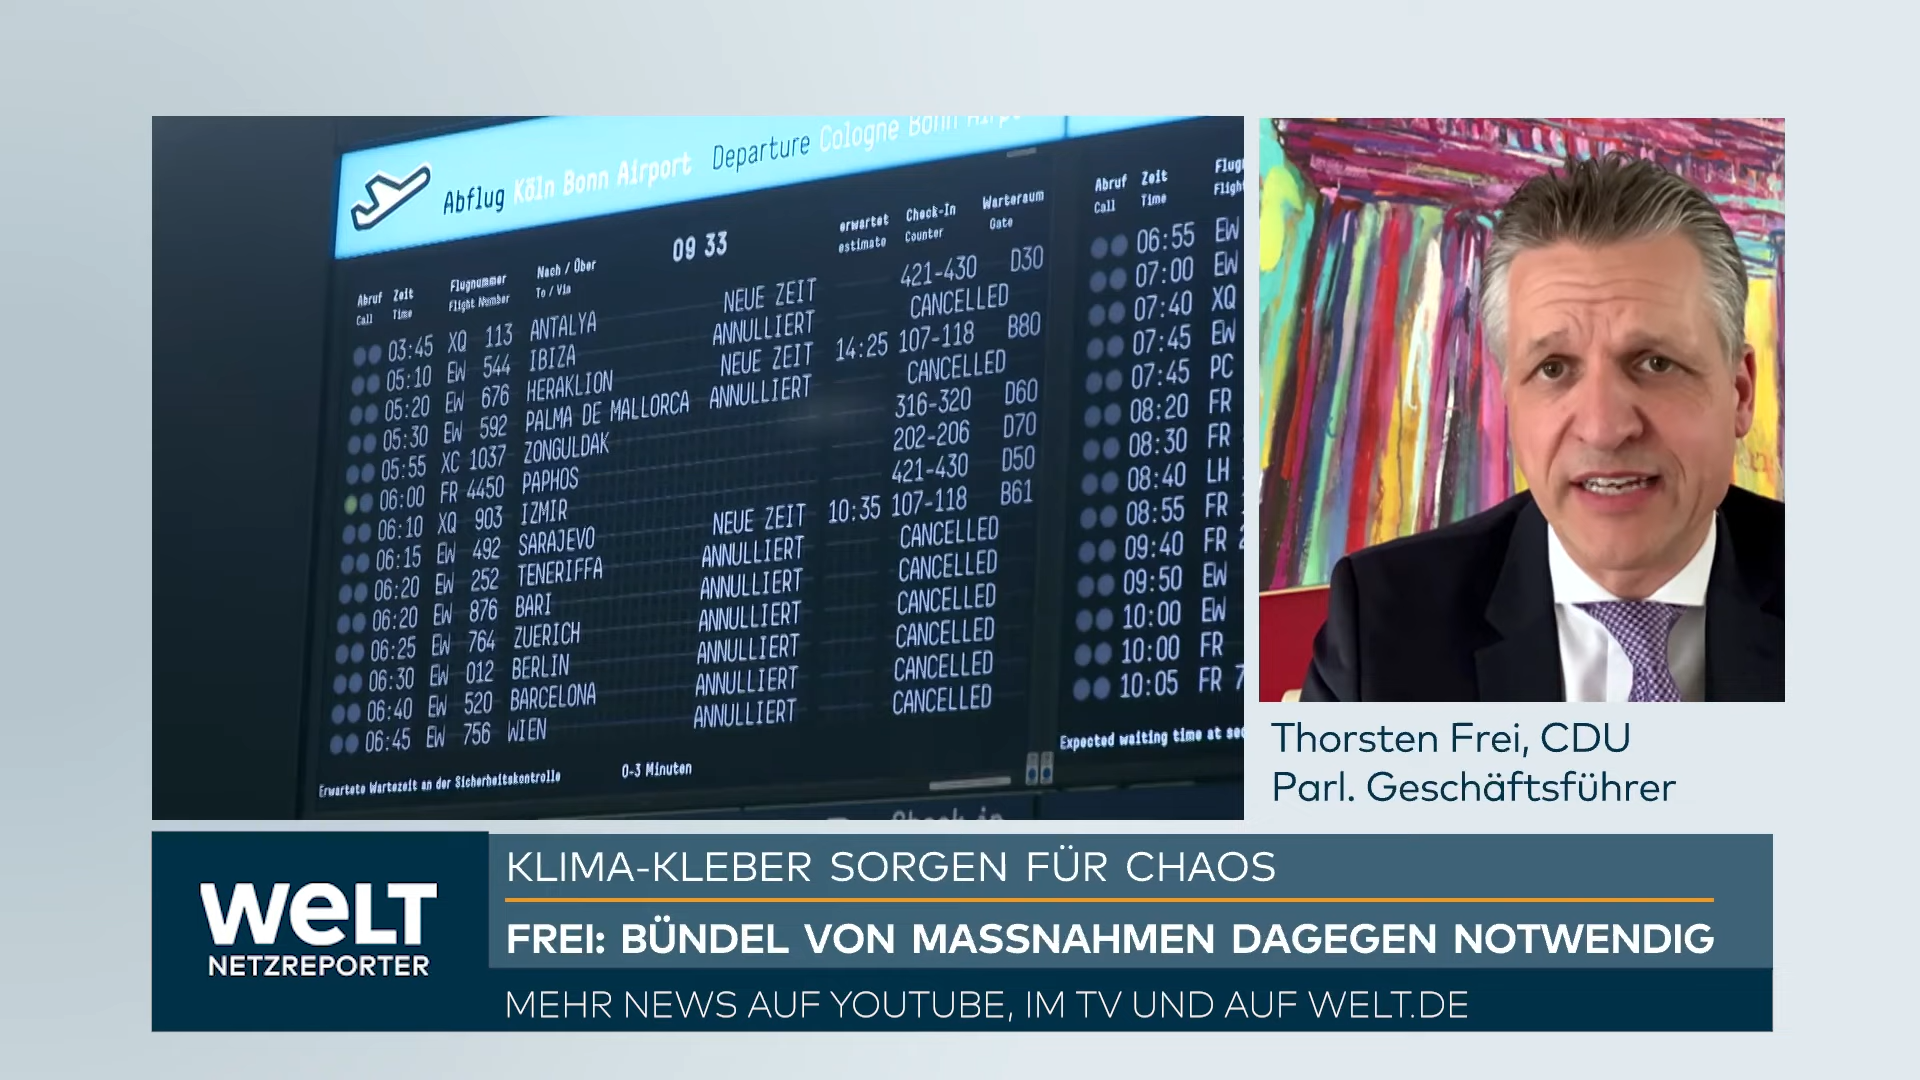 Abflug Köln Bonn Airport Departure Cologne Bonn
09 33
Abruf Zeit Flugnummer Nach / Über erwartet Check-In Warteraum
Call Time Flight Number To / Via estimate Counter Gate
03:45 XQ 113 ANTALYA 421-430 D30
05:10 EW 544 IBIZA NEUE ZEIT CANCELLED
05:20 EW 676 HERAKLION ANNULLIERT 14:25 107-118 B80
05:30 EW 592 PALMA DE MALLORCA NEUE ZEIT CANCELLED
05:55 XC 1037 ZONGULDAK ANNULLIERT 316-320 D60
06:00 FR 4450 PAPHOS 202-206 D70
06:10 XQ 903 IZMIR 421-430 D50
06:15 EW 492 SARAJEVO NEUE ZEIT 10:35 107-118 B61
06:20 EW 252 TENERIFFA ANNULLIERT CANCELLED
06:20 EW 876 BARI ANNULLIERT CANCELLED
06:25 EW 764 ZUERICH ANNULLIERT CANCELLED
06:30 EW 012 BERLIN ANNULLIERT CANCELLED
06:40 EW 520 BARCELONA ANNULLIERT CANCELLED
06:45 EW 756 WIEN ANNULLIERT CANCELLED
Erwartete Wartezeit an der Sicherheitskontrolle 0-3 Minuten
Abruf Zeit
Call Time
06:55 EW
07:00 EW
07:40 XQ
07:45 EW
07:45 PC
08:20 FR
08:30 FR
08:40 LH
08:55 FR
09:40 FR
09:50 EW
10:00 EW
10:00 FR
10:05 FR
Expected waiting time at
Check-in
Thorsten Frei, CDU
Parl. Geschäftsführer
WELT
NETZREPORTER
KLIMA-KLEBER SORGEN FÜR CHAOS
FREI: BÜNDEL VON MASSNAHMEN DAGEGEN NOTWENDIG
MEHR NEWS AUF YOUTUBE, IM TV UND AUF WELT.DE